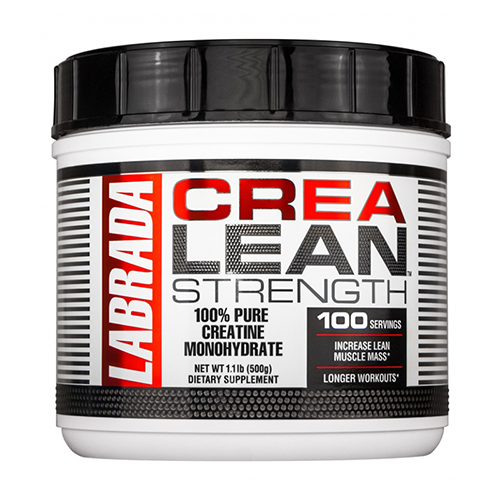 LABRADA
CREA
LEAN™
STRENGTH
100% PURE
CREATINE
MONOHYDRATE
NET WT 1.1lb (500g)
DIETARY SUPPLEMENT
100 SERVINGS
INCREASE LEAN
MUSCLE MASS*
LONGER WORKOUTS*